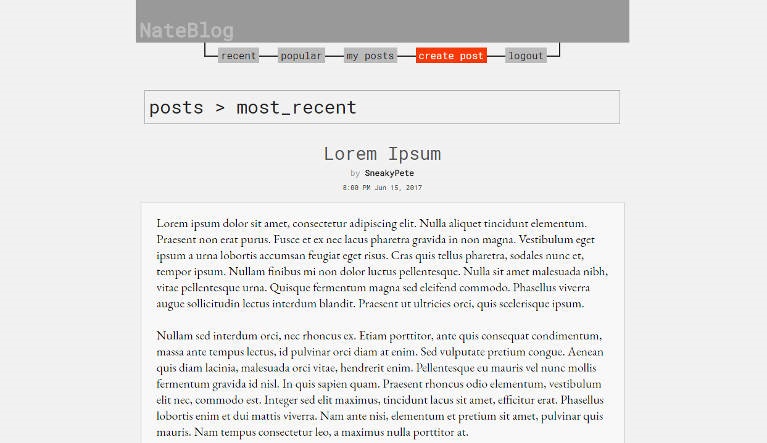 NateBlog
recent popular my posts create post logout
posts > most_recent
Lorem Ipsum
by SneakyPete
8:00 PM Jun 15, 2017
Lorem ipsum dolor sit amet, consectetur adipiscing elit. Nulla aliquet tincidunt elementum.
Praesent non erat purus. Fusce et ex nec lacus pharetra gravida in non magna. Vestibulum eget
ipsum a urna lobortis accumsan feugiat eget risus. Cras quis tellus pharetra, sodales nunc et,
tempor ipsum. Nullam finibus mi non dolor luctus pellentesque. Nulla sit amet malesuada nibh,
vitae pellentesque urna. Quisque fermentum magna sed eleifend commodo. Phasellus viverra
augue sollicitudin lectus interdum blandit. Praesent ut ultricies orci, quis scelerisque ipsum.
Nullam sed interdum orci, nec rhoncus ex. Etiam porttitor, ante quis consequat condimentum,
massa ante tempus lectus, id pulvinar orci diam at enim. Sed vulputate pretium congue. Aenean
quis diam lacinia, malesuada orci vitae, hendrerit enim. Pellentesque eu mauris vel nunc mollis
fermentum gravida id nisl. In quis sapien quam. Praesent rhoncus odio elementum, vestibulum
elit nec, commodo est. Integer sed elit maximus, tincidunt lacus sit amet, efficitur erat. Phasellus
lobortis enim et dui mattis viverra. Nam ante nisi, elementum et pretium sit amet, pulvinar quis
mauris. Nam tempus consectetur leo, a maximus nulla porttitor at.